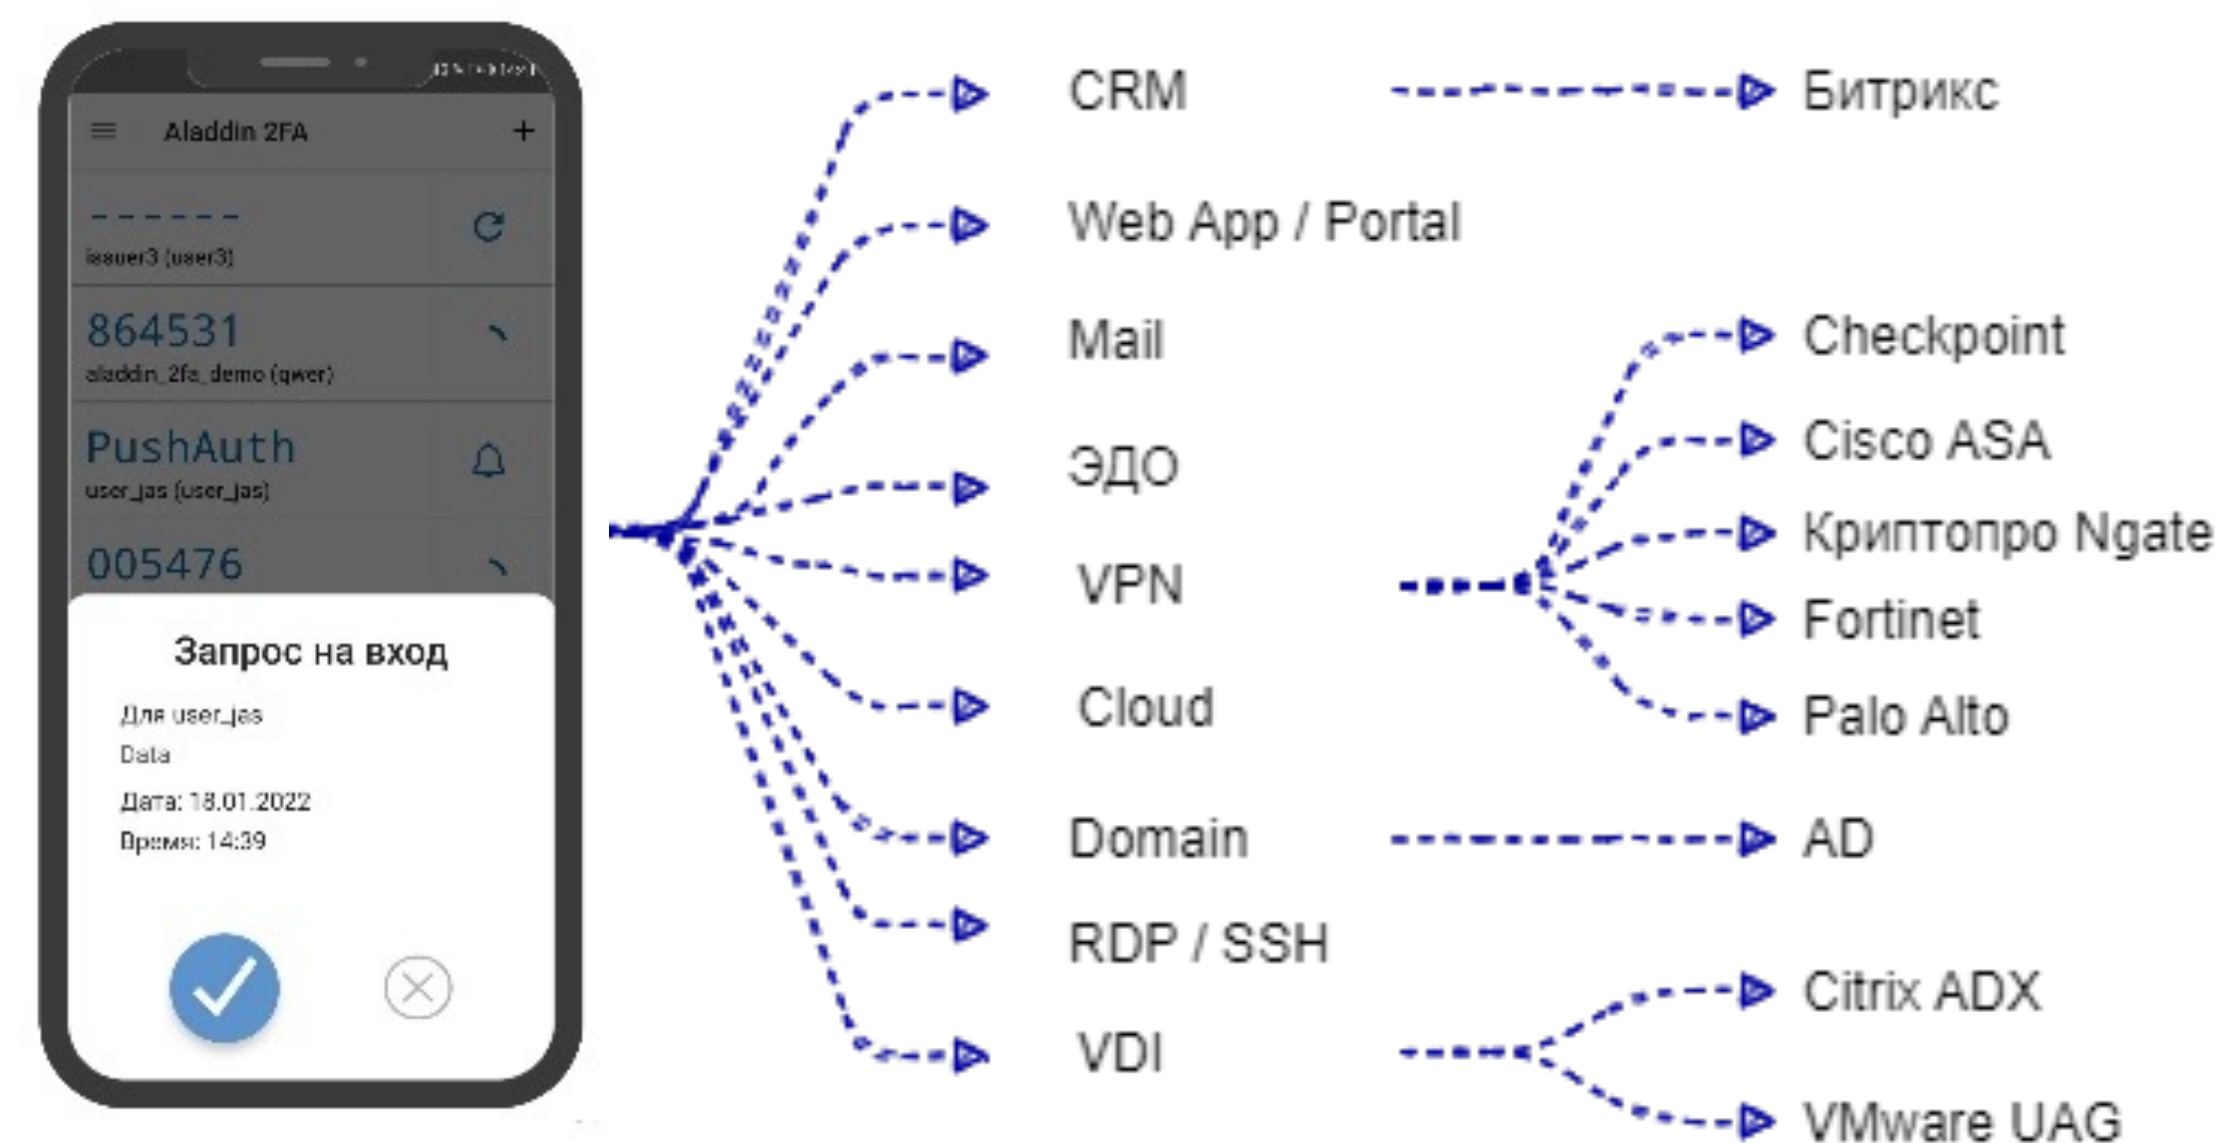 Aladdin 2FA
issuer3 (user3)
864531
aladdin_2fa_demo (qwer)
PushAuth
user_jas (user_jas)
005476
Запрос на вход
Для user_jas
Data
Дата: 18.01.2022
Время: 14:39
CRM
Битрикс
Web App / Portal
Mail
ЭДО
VPN
Checkpoint
Cisco ASA
Криптопро Ngate
Fortinet
Palo Alto
Cloud
Domain
AD
RDP / SSH
VDI
Citrix ADX
VMware UAG